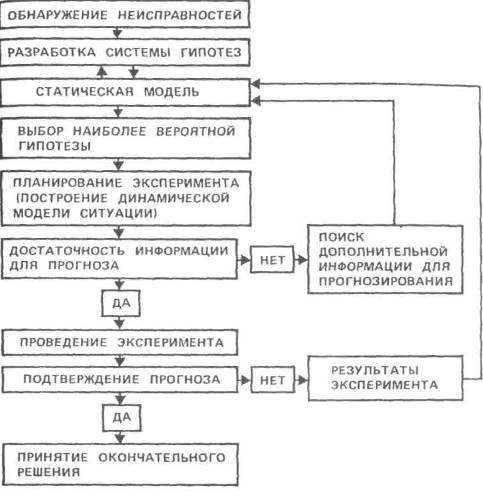 ОБНАРУЖЕНИЕ НЕИСПРАВНОСТЕЙ
РАЗРАБОТКА СИСТЕМЫ ГИПОТЕЗ
СТАТИЧЕСКАЯ МОДЕЛЬ
ВЫБОР НАИБОЛЕЕ ВЕРОЯТНОЙ
ГИПОТЕЗЫ
ПЛАНИРОВАНИЕ ЭКСПЕРИМЕНТА
(ПОСТРОЕНИЕ ДИНАМИЧЕСКОЙ
МОДЕЛИ СИТУАЦИИ)
ДОСТАТОЧНОСТЬ ИНФОРМАЦИИ
ДЛЯ ПРОГНОЗА
НЕТ
ПОИСК
ДОПОЛНИТЕЛЬНОЙ
ИНФОРМАЦИИ ДЛЯ
ПРОГНОЗИРОВАНИЯ
ДА
ПРОВЕДЕНИЕ ЭКСПЕРИМЕНТА
ПОДТВЕРЖДЕНИЕ ПРОГНОЗА
НЕТ
РЕЗУЛЬТАТЫ
ЭКСПЕРИМЕНТА
ДА
ПРИНЯТИЕ ОКОНЧАТЕЛЬНОГО
РЕШЕНИЯ